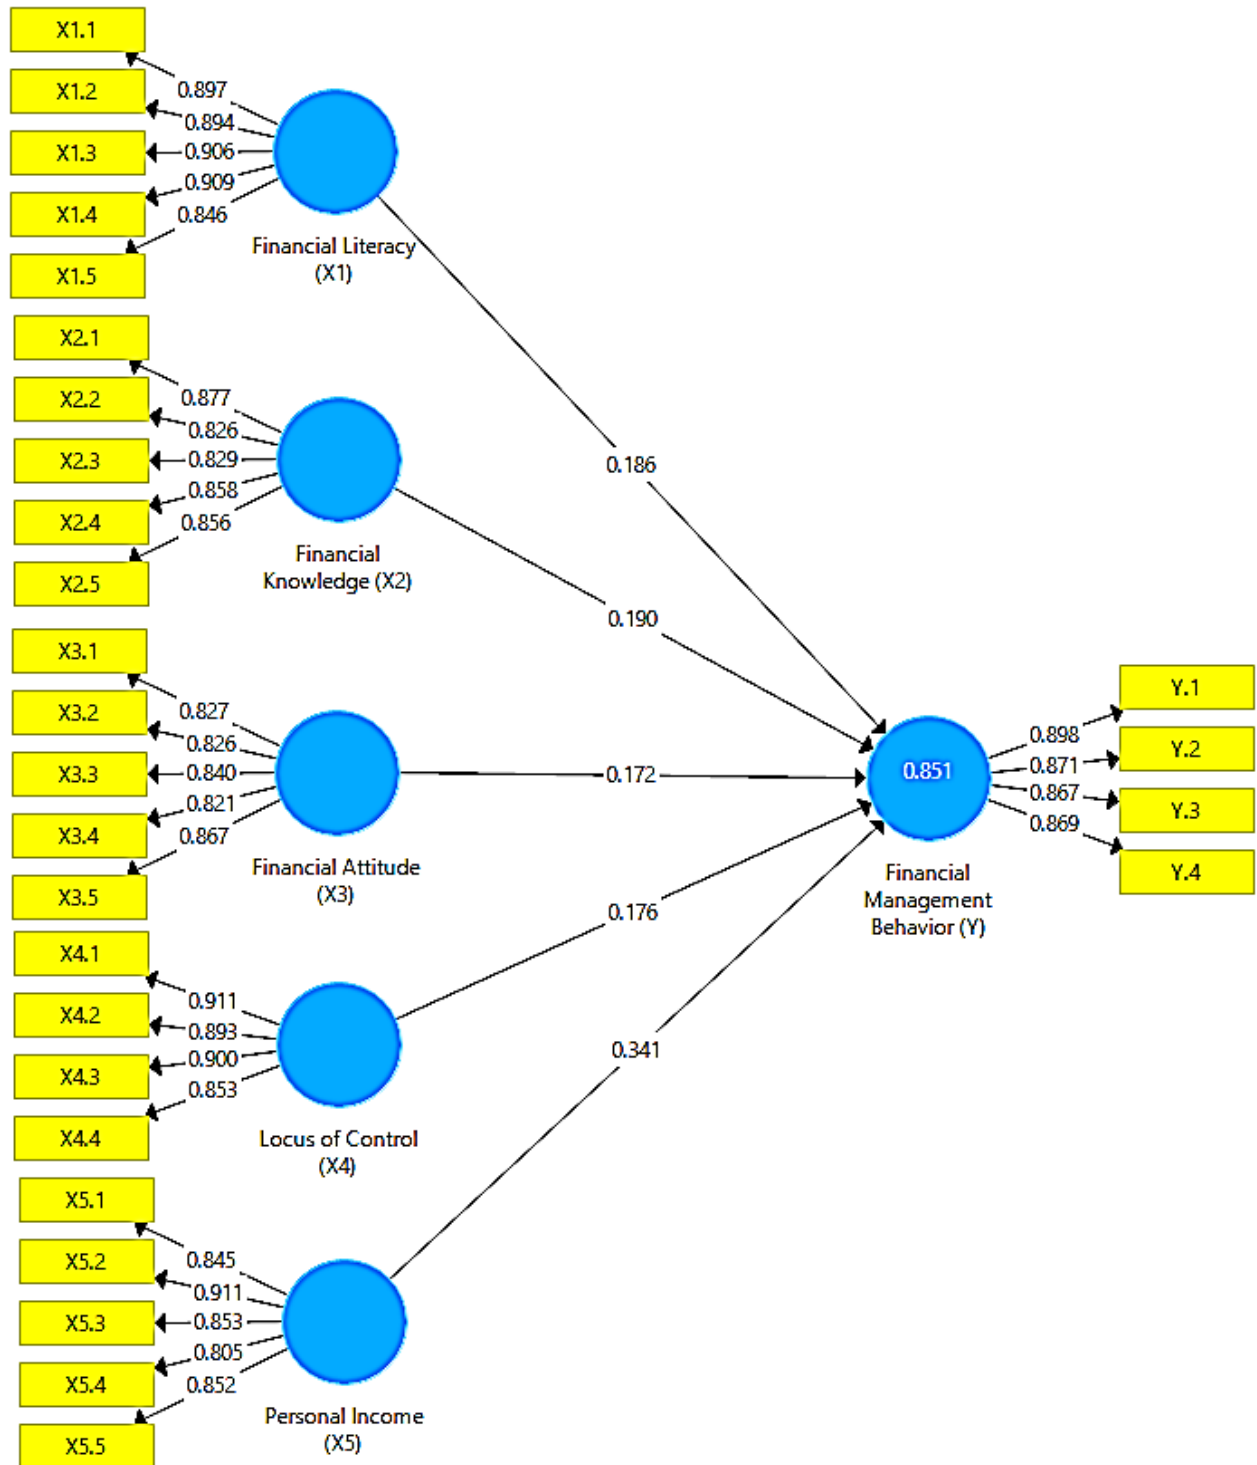 X1.1
X1.2
X1.3
X1.4
X1.5
0.897
0.894
0.906
0.909
0.846
Financial Literacy
(X1)
X2.1
X2.2
X2.3
X2.4
X2.5
0.877
0.826
0.829
0.858
0.856
Financial
Knowledge (X2)
X3.1
X3.2
X3.3
X3.4
X3.5
0.827
0.826
0.840
0.821
0.867
Financial Attitude
(X3)
X4.1
X4.2
X4.3
X4.4
0.911
0.893
0.900
0.853
Locus of Control
(X4)
X5.1
X5.2
X5.3
X5.4
X5.5
0.845
0.911
0.853
0.805
0.852
Personal Income
(X5)
0.186
0.190
0.172
0.176
0.341
0.851
Financial
Management
Behavior (Y)
0.898
0.871
0.867
0.869
Y.1
Y.2
Y.3
Y.4